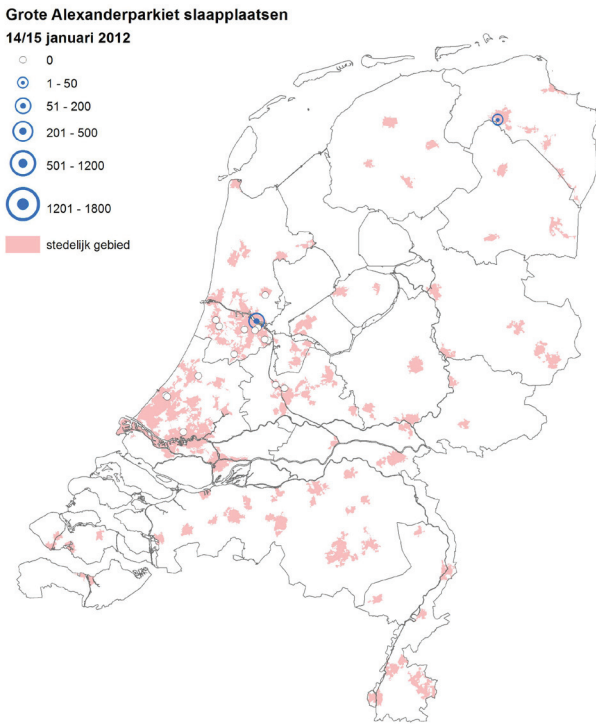 Grote Alexanderparkiet slaapplaatsen
14/15 januari 2012
0
1 - 50
51 - 200
201 - 500
501 - 1200
1201 - 1800
stedelijk gebied